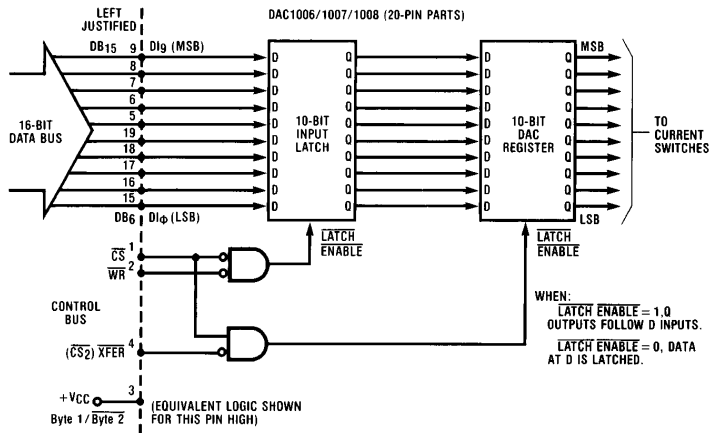 DAC1006/1007/1008 (20-PIN PARTS)
LEFT
JUSTIFIED
DB15 9 DI9 (MSB)
8
7
6
5
19
18
17
16
15
DB6 DIΦ (LSB)
16-BIT
DATA BUS
D Q
D Q
D Q
D Q
D Q
D Q
D Q
D Q
D Q
D Q
10-BIT
INPUT
LATCH
D Q
D Q
D Q
D Q
D Q
D Q
D Q
D Q
D Q
D Q
10-BIT
DAC
REGISTER
MSB
LSB
TO
CURRENT
SWITCHES
LATCH
ENABLE
LATCH
ENABLE
CS 1
WR 2
CONTROL
BUS
(CS2) XFER 4
+VCC 3
Byte 1/Byte 2
(EQUIVALENT LOGIC SHOWN
FOR THIS PIN HIGH)
WHEN:
LATCH ENABLE = 1,Q
OUTPUTS FOLLOW D INPUTS.
LATCH ENABLE = 0, DATA
AT D IS LATCHED.